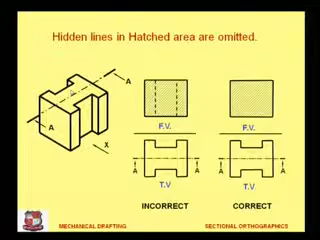 Hidden lines in Hatched area are omitted.
A
A
X
F.V.
F.V.
A
A
A
A
T.V
T.V.
INCORRECT
CORRECT
MECHANICAL DRAFTING
SECTIONAL ORTHOGRAPHICS